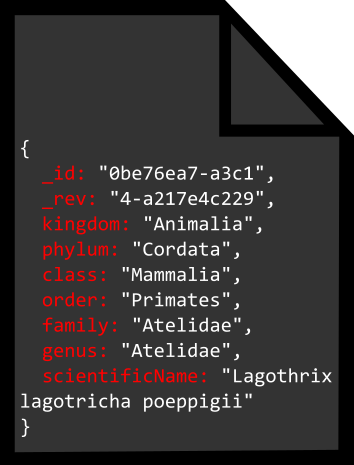 {
_id: "0be76ea7-a3c1",
_rev: "4-a217e4c229",
kingdom: "Animalia",
phylum: "Cordata",
class: "Mammalia",
order: "Primates",
family: "Atelidae",
genus: "Atelidae",
scientificName: "Lagothrix
lagotricha poeppigii"
}